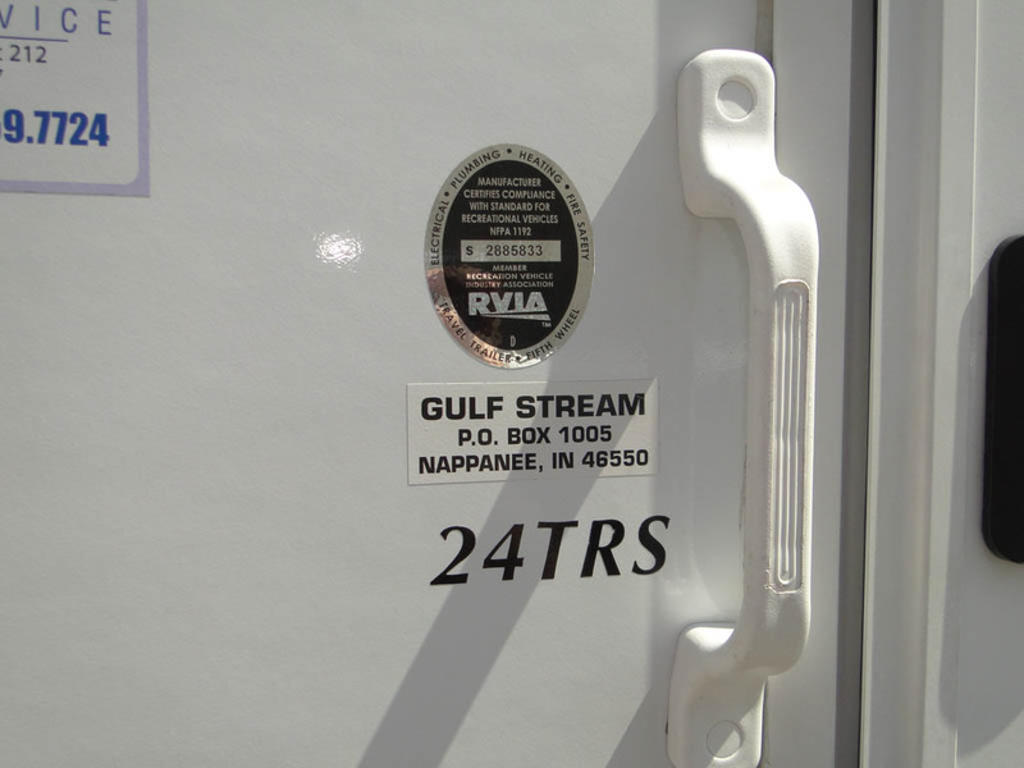 VICE
212
9.7724
ELECTRICAL • PLUMBING • HEATING • FIRE SAFETY
MANUFACTURER
CERTIFIES COMPLIANCE
WITH STANDARD FOR
RECREATIONAL VEHICLES
NFPA 1192
S 2885833
MEMBER
RECREATION VEHICLE
INDUSTRY ASSOCIATION
RVIA
TM
D
TRAVEL TRAILER • FIFTH WHEEL
GULF STREAM
P.O. BOX 1005
NAPPANEE, IN 46550
24TRS